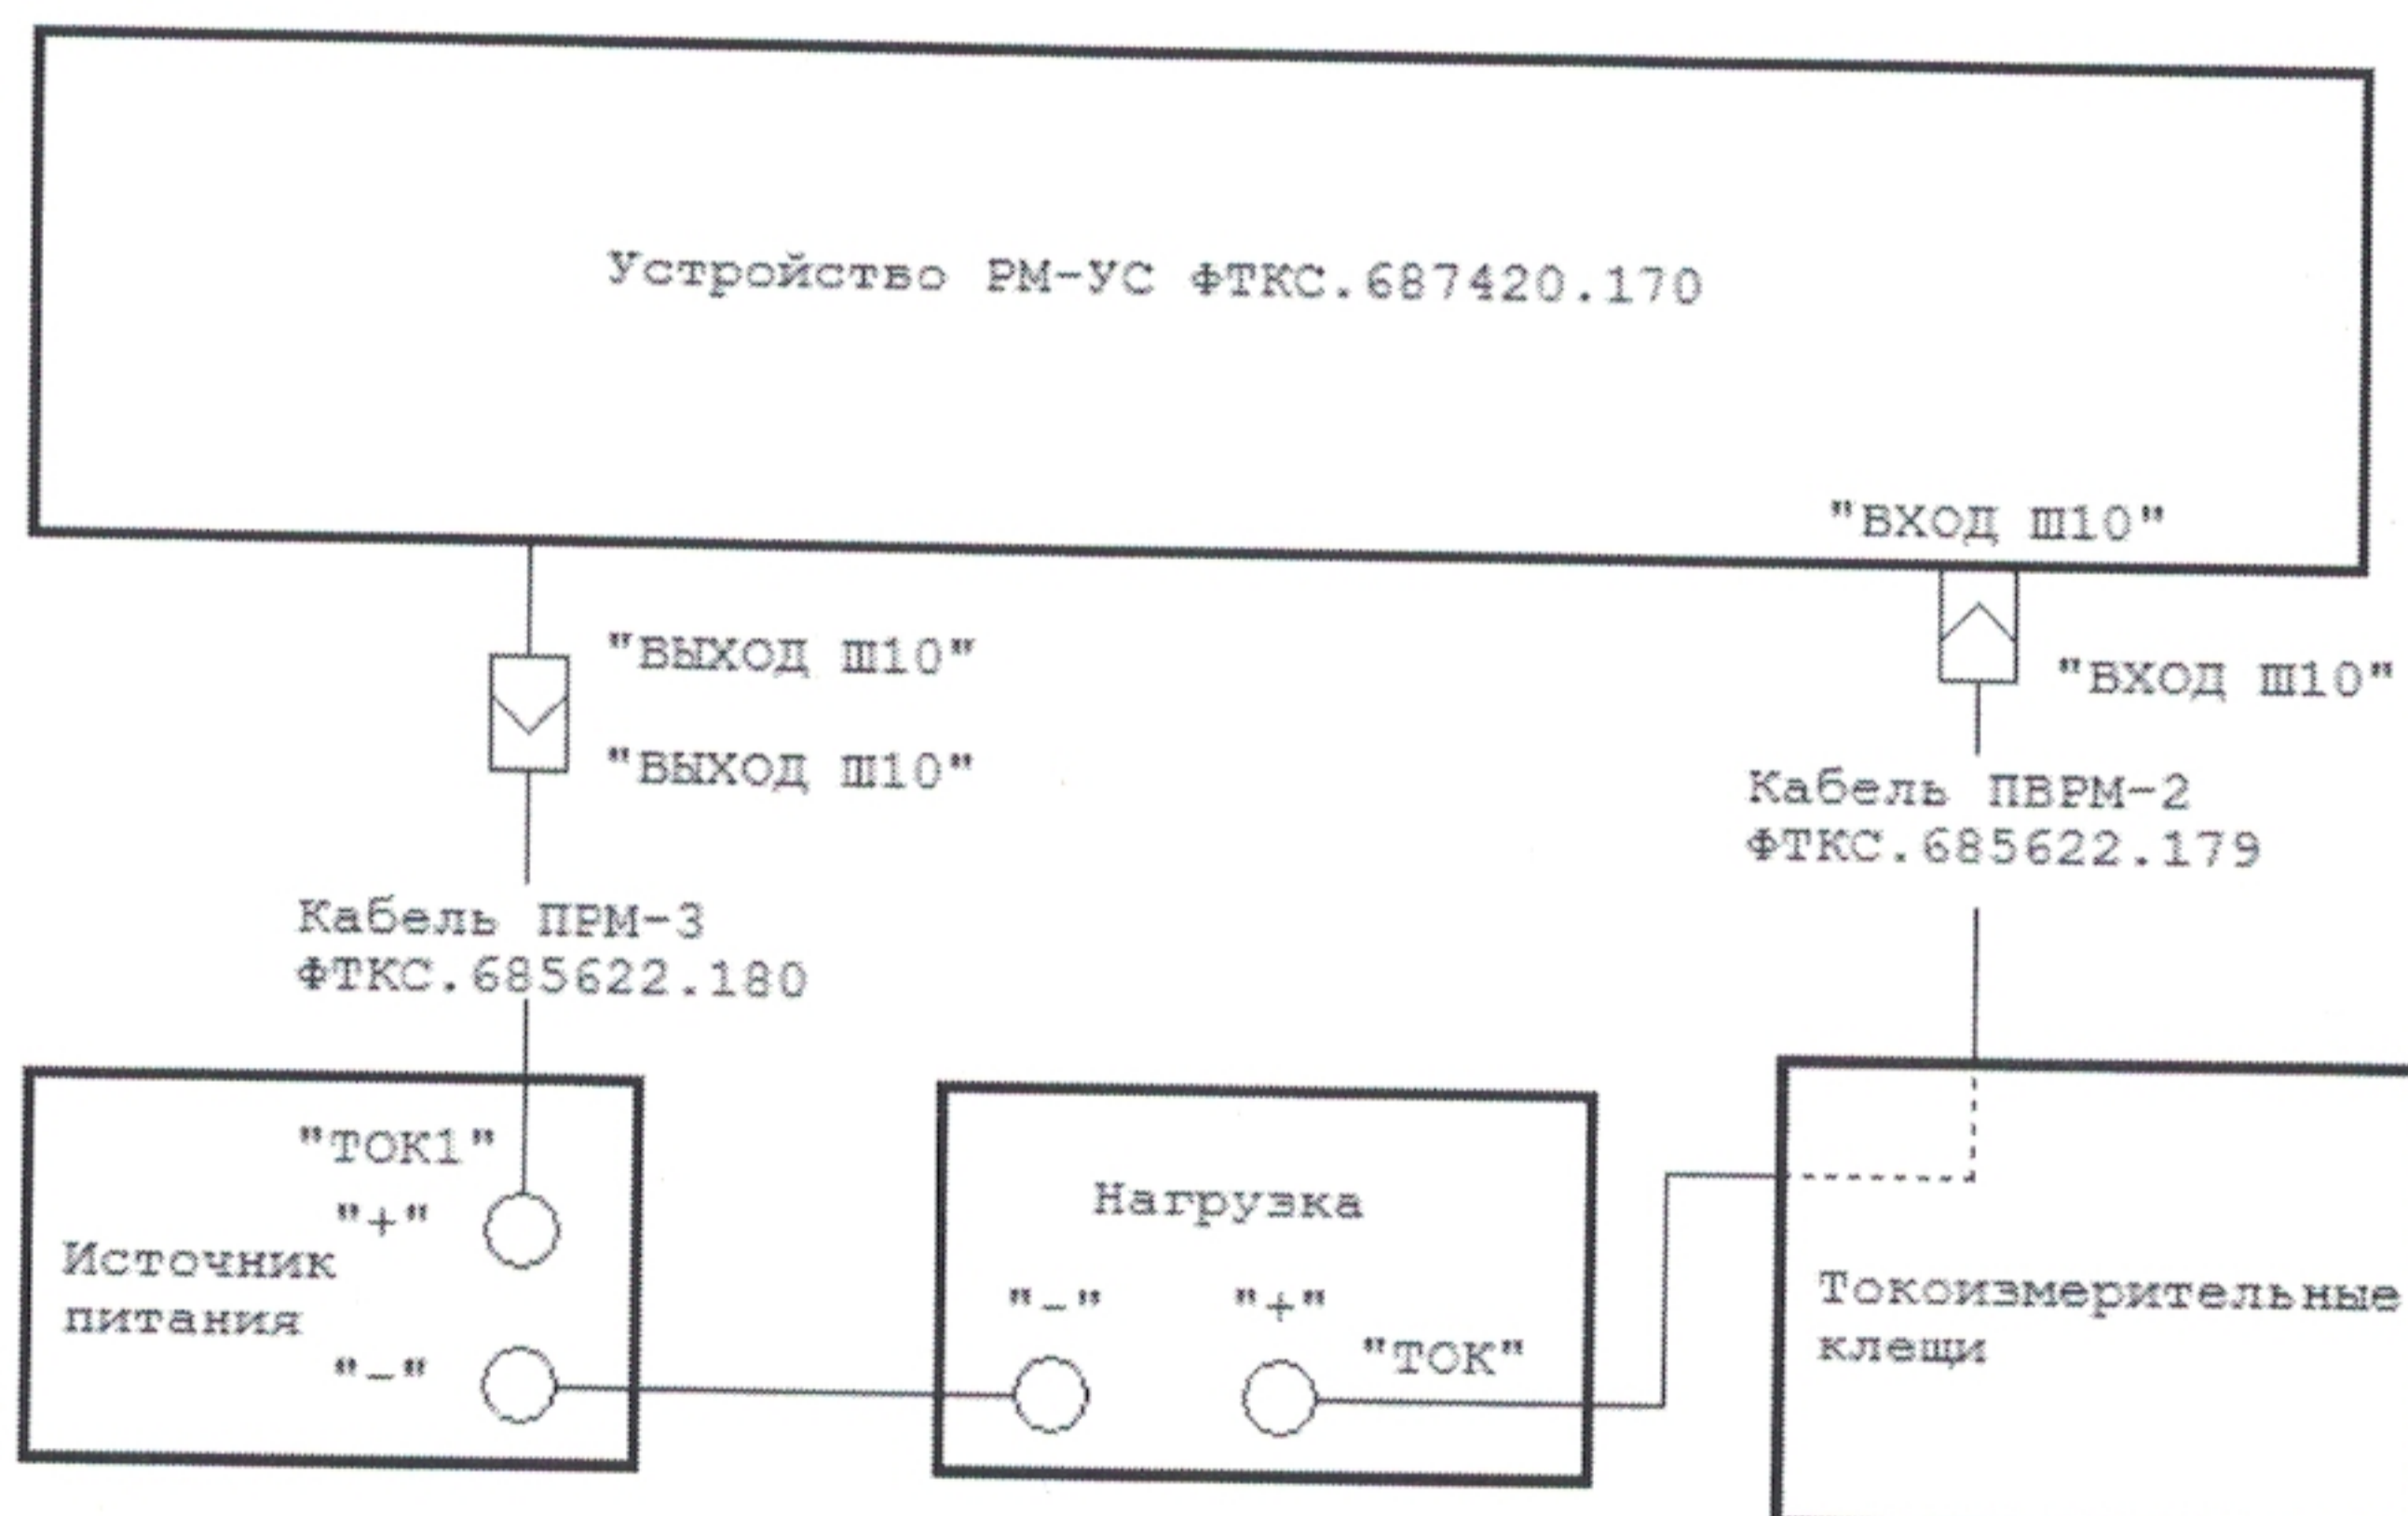 Устройство РМ-УС ФТКС.687420.170
"ВХОД Ш10"
"ВЫХОД Ш10"
"ВХОД Ш10"
"ВЫХОД Ш10"
Кабель ПВРМ-2
ФТКС.685622.179
Кабель ПРМ-3
ФТКС.685622.180
"ТОК1"
"+"
Источник
питания
"-"
Нагрузка
"-"
"+"
"ТОК"
Токоизмерительные
клещи